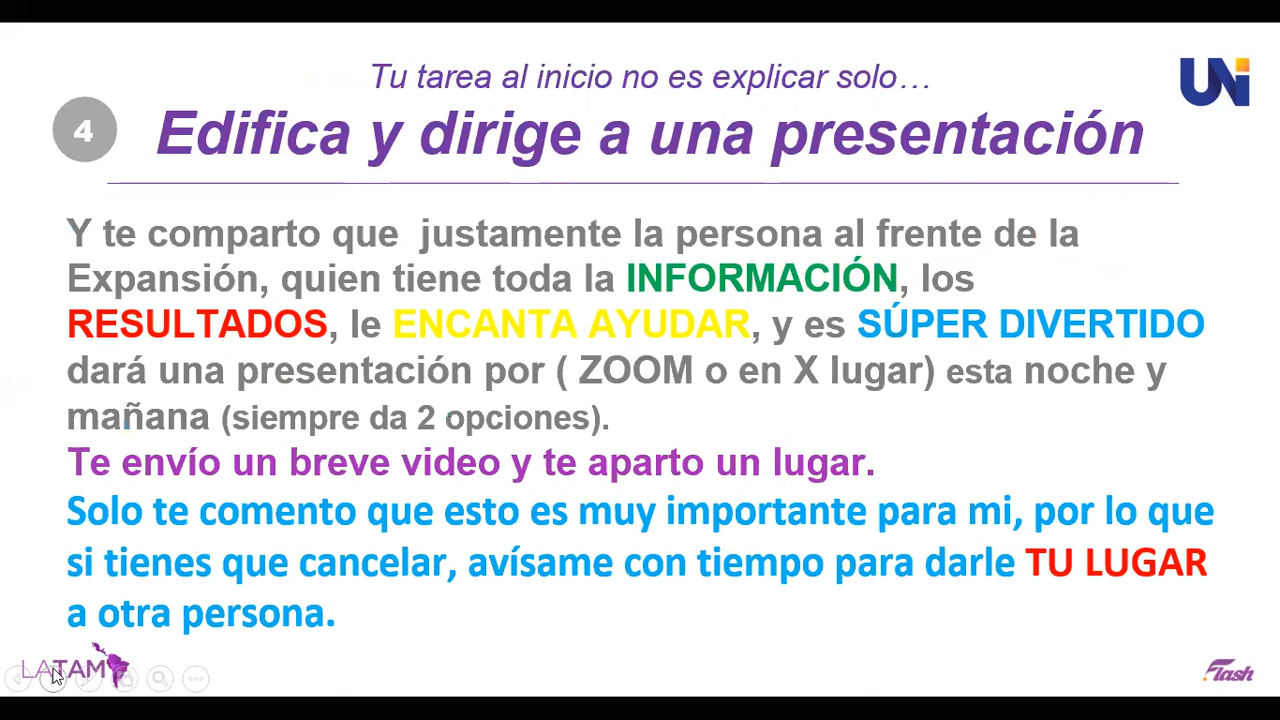 Tu tarea al inicio no es explicar solo…
UNi
4
Edifica y dirige a una presentación
Y te comparto que justamente la persona al frente de la
Expansión, quien tiene toda la INFORMACIÓN, los
RESULTADOS, le ENCANTA AYUDAR, y es SÚPER DIVERTIDO
dará una presentación por ( ZOOM o en X lugar) esta noche y
mañana (siempre da 2 opciones).
Te envío un breve video y te aparto un lugar.
Solo te comento que esto es muy importante para mi, por lo que
si tienes que cancelar, avísame con tiempo para darle TU LUGAR
a otra persona.
LATAM
Flash